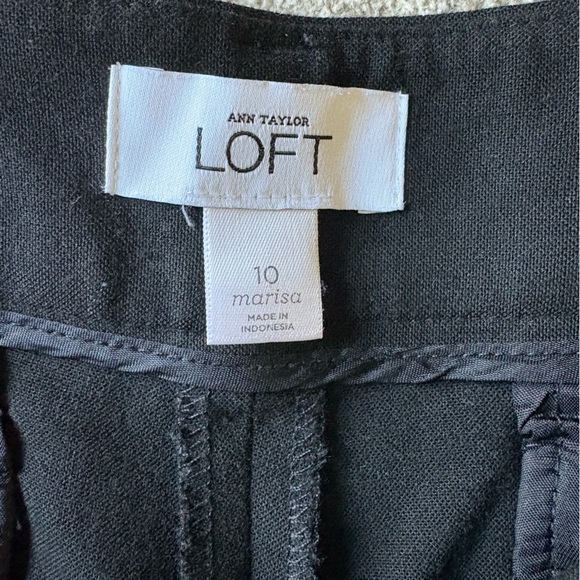 ANN TAYLOR
LOFT
10
marisa
MADE IN
INDONESIA